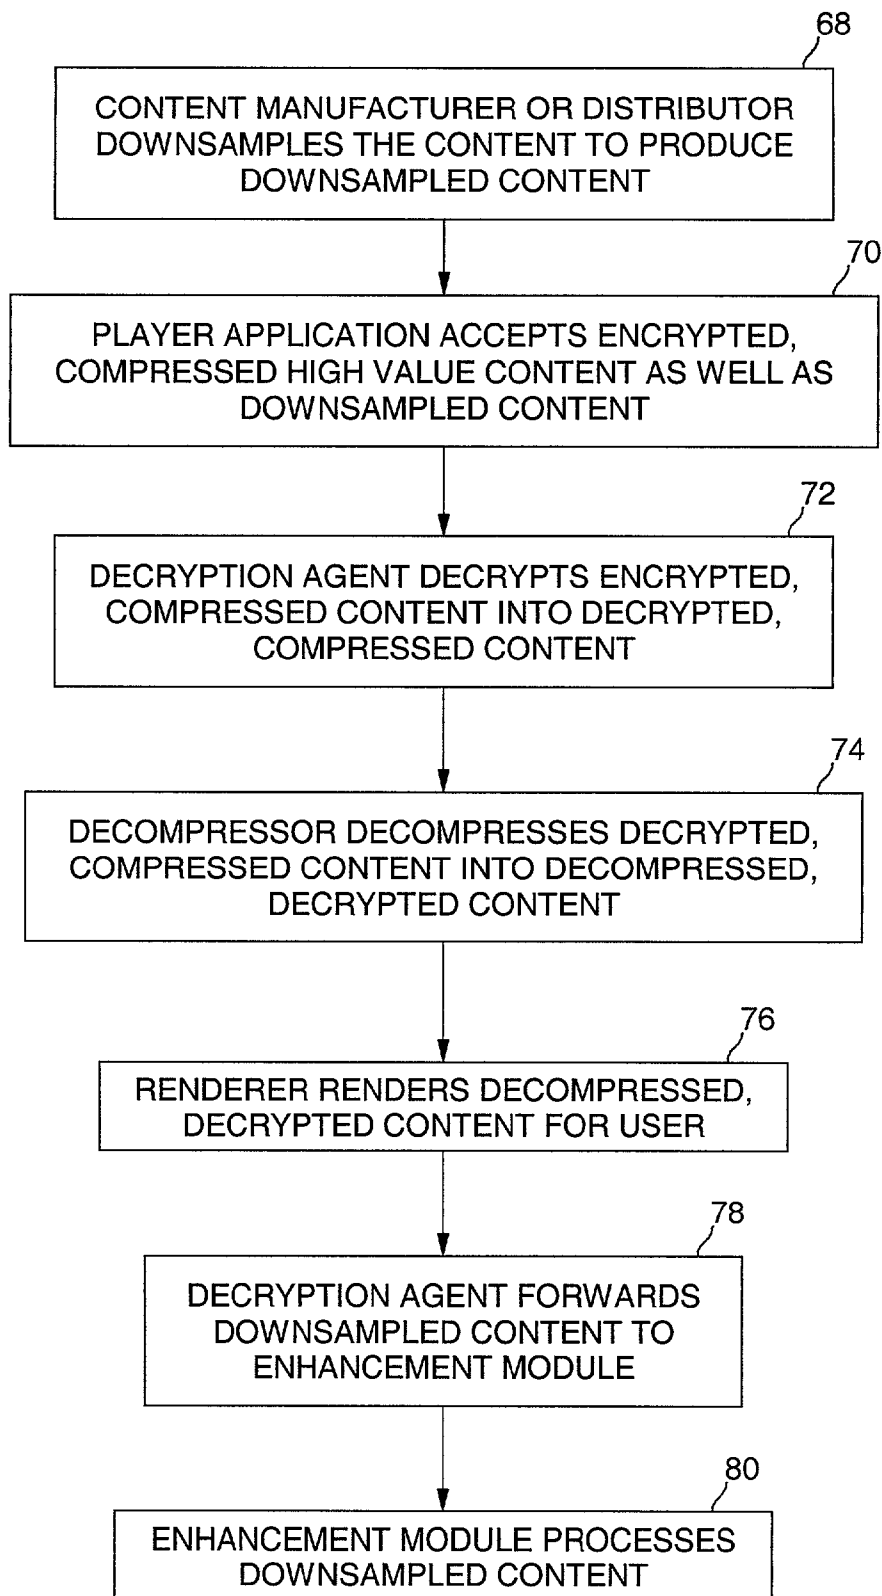 68
CONTENT MANUFACTURER OR DISTRIBUTOR
DOWNSAMPLES THE CONTENT TO PRODUCE
DOWNSAMPLED CONTENT
70
PLAYER APPLICATION ACCEPTS ENCRYPTED,
COMPRESSED HIGH VALUE CONTENT AS WELL AS
DOWNSAMPLED CONTENT
72
DECRYPTION AGENT DECRYPTS ENCRYPTED,
COMPRESSED CONTENT INTO DECRYPTED,
COMPRESSED CONTENT
74
DECOMPRESSOR DECOMPRESSES DECRYPTED,
COMPRESSED CONTENT INTO DECOMPRESSED,
DECRYPTED CONTENT
76
RENDERER RENDERS DECOMPRESSED,
DECRYPTED CONTENT FOR USER
78
DECRYPTION AGENT FORWARDS
DOWNSAMPLED CONTENT TO
ENHANCEMENT MODULE
80
ENHANCEMENT MODULE PROCESSES
DOWNSAMPLED CONTENT